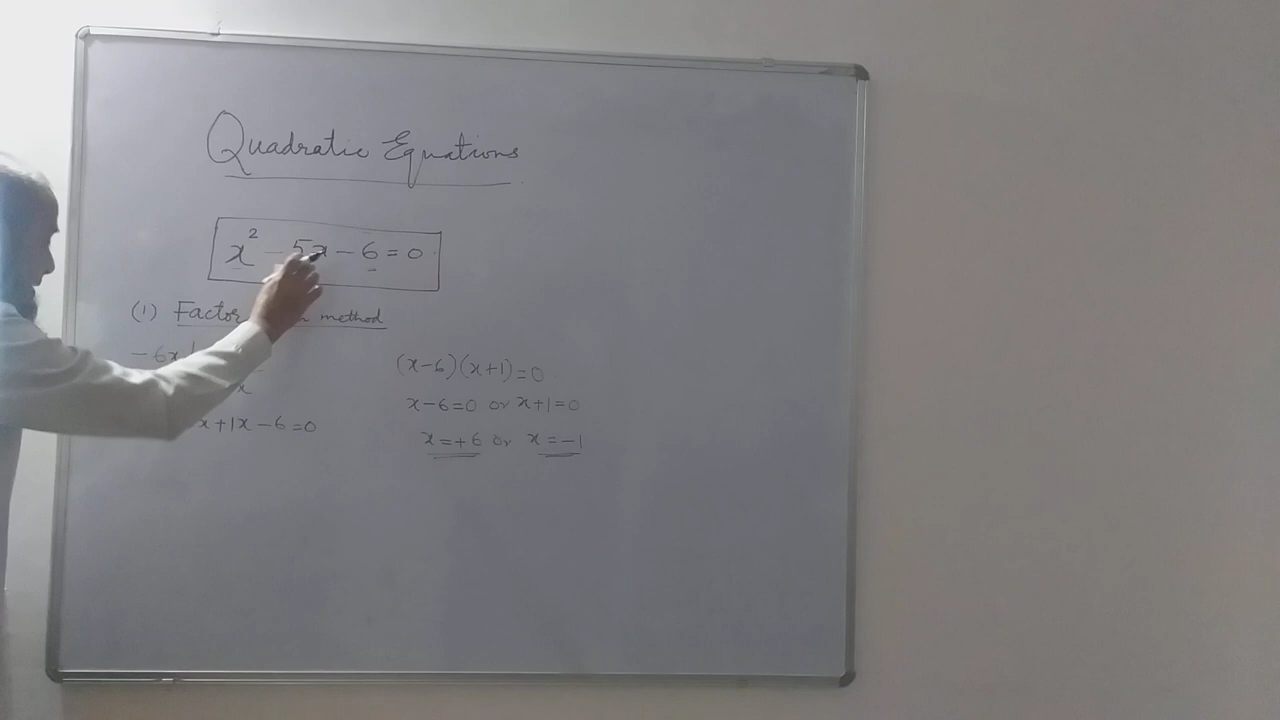 Quadratic Equations
x² - 5x - 6 = 0
(1) Factor method
- 6x
x
x + 1x - 6 = 0
(x - 6)(x + 1) = 0
x - 6 = 0 or x + 1 = 0
x = + 6 or x = - 1